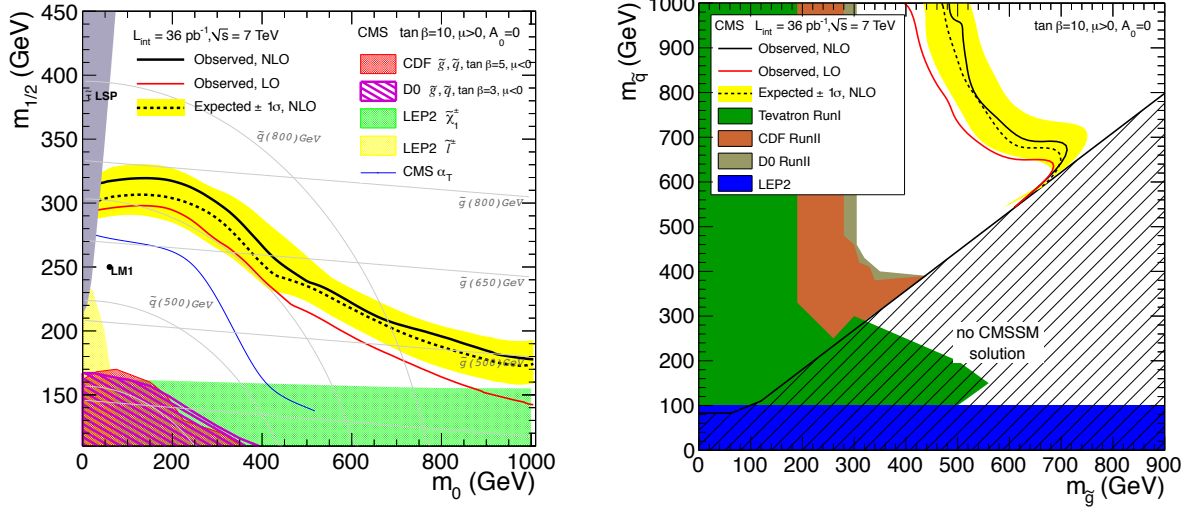 L_int = 36 pb⁻¹, √s = 7 TeV
CMS tan β=10, μ>0, A₀=0
Observed, NLO
Observed, LO
Expected ± 1σ, NLO
CDF g̃, q̃, tan β=5, μ<0
D0 g̃, q̃, tan β=3, μ<0
LEP2 χ̃₁±
LEP2 l̃±
CMS α_T
LSP
q̃(800)GeV
g̃(800)GeV
LM1
g̃(650)GeV
q̃(500)GeV
g̃(500)GeV
m₁/₂ (GeV)
450
400
350
300
250
200
150
0 200 400 600 800 1000
m₀ (GeV)
CMS L_int = 36 pb⁻¹, √s = 7 TeV
tan β=10, μ>0, A₀=0
Observed, NLO
Observed, LO
Expected ± 1σ, NLO
Tevatron RunI
CDF RunII
D0 RunII
LEP2
no CMSSM
solution
m_q̃ (GeV)
1000
900
800
700
600
500
400
300
200
100
0
0 100 200 300 400 500 600 700 800 900
m_g̃ (GeV)